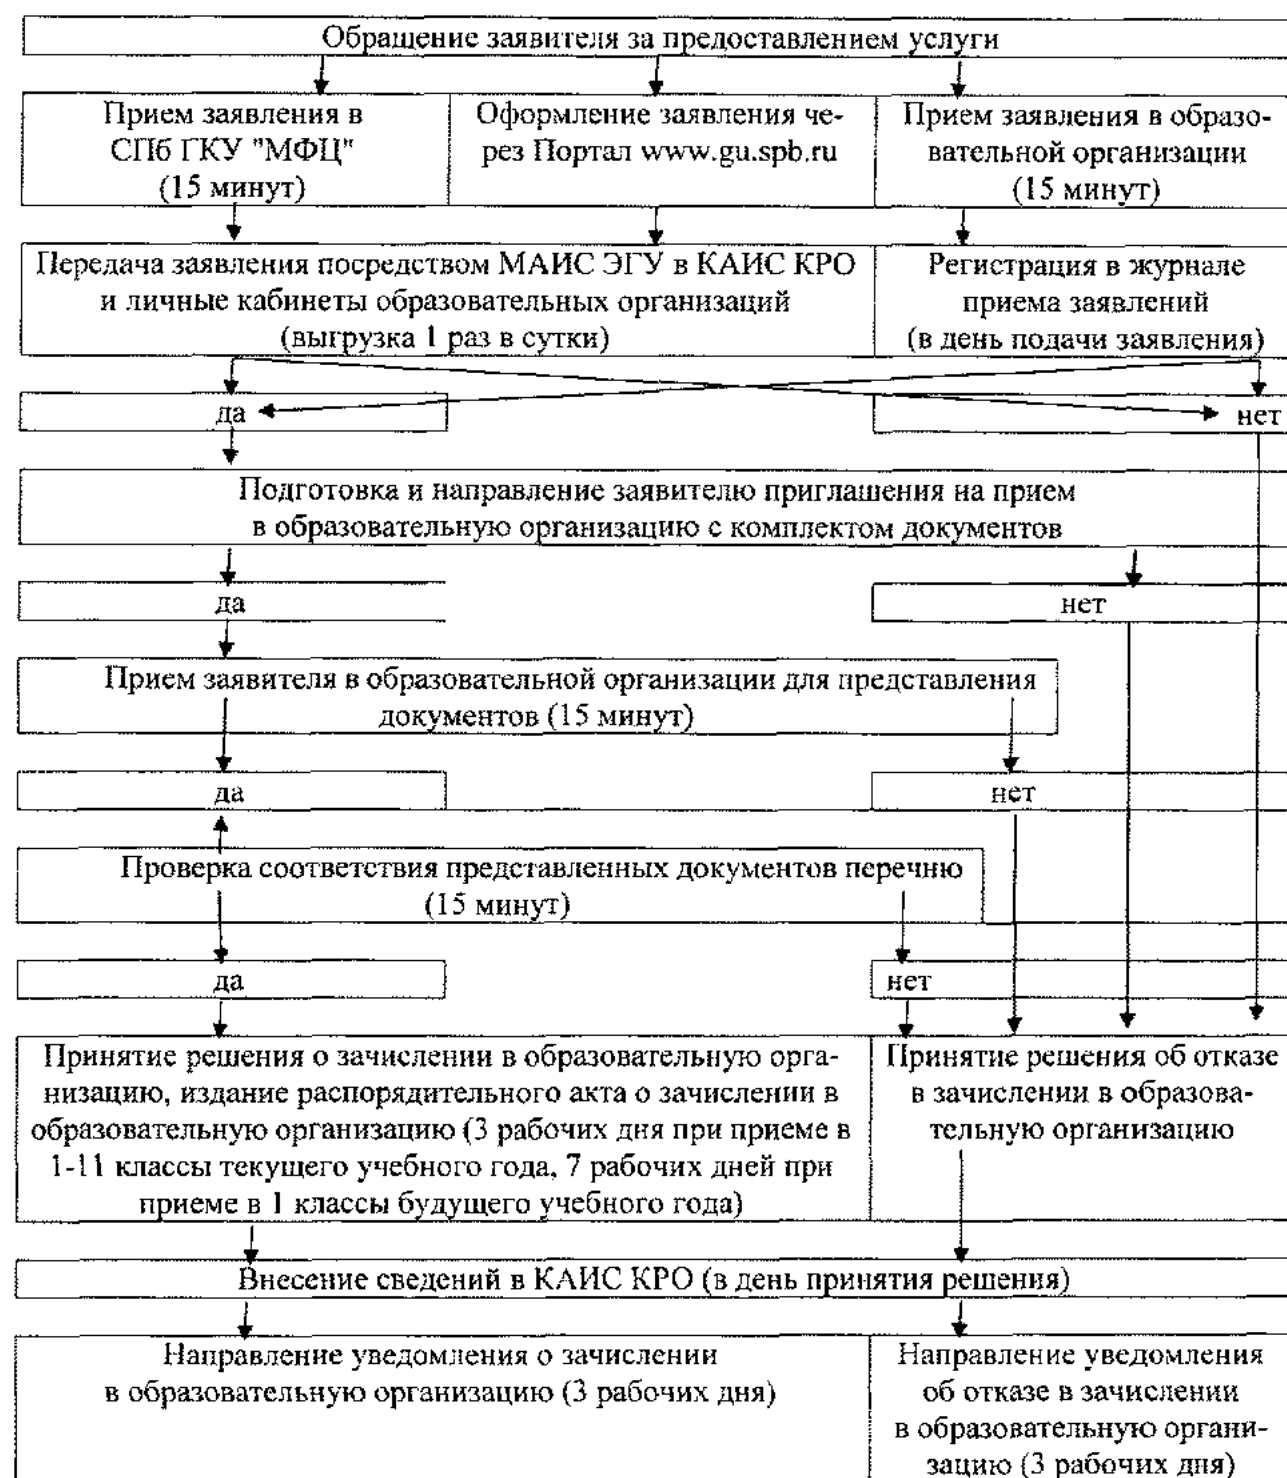 Обращение заявителя за предоставлением услуги
Прием заявления в
СПб ГКУ "МФЦ"
(15 минут)
Оформление заявления че-
рез Портал www.gu.spb.ru
Прием заявления в образо-
вательной организации
(15 минут)
Передача заявления посредством МАИС ЭГУ в КАИС КРО
и личные кабинеты образовательных организаций
(выгрузка 1 раз в сутки)
Регистрация в журнале
приема заявлений
(в день подачи заявления)
да
нет
Подготовка и направление заявителю приглашения на прием
в образовательную организацию с комплектом документов
да
нет
Прием заявителя в образовательной организации для представления
документов (15 минут)
да
нет
Проверка соответствия представленных документов перечню
(15 минут)
да
нет
Принятие решения о зачислении в образовательную орга-
низацию, издание распорядительного акта о зачислении в
образовательную организацию (3 рабочих дня при приеме в
1-11 классы текущего учебного года, 7 рабочих дней при
приеме в 1 классы будущего учебного года)
Принятие решения об отказе
в зачислении в образова-
тельную организацию
Внесение сведений в КАИС КРО (в день принятия решения)
Направление уведомления о зачислении
в образовательную организацию (3 рабочих дня)
Направление уведомления
об отказе в зачислении
в образовательную органи-
зацию (3 рабочих дня)